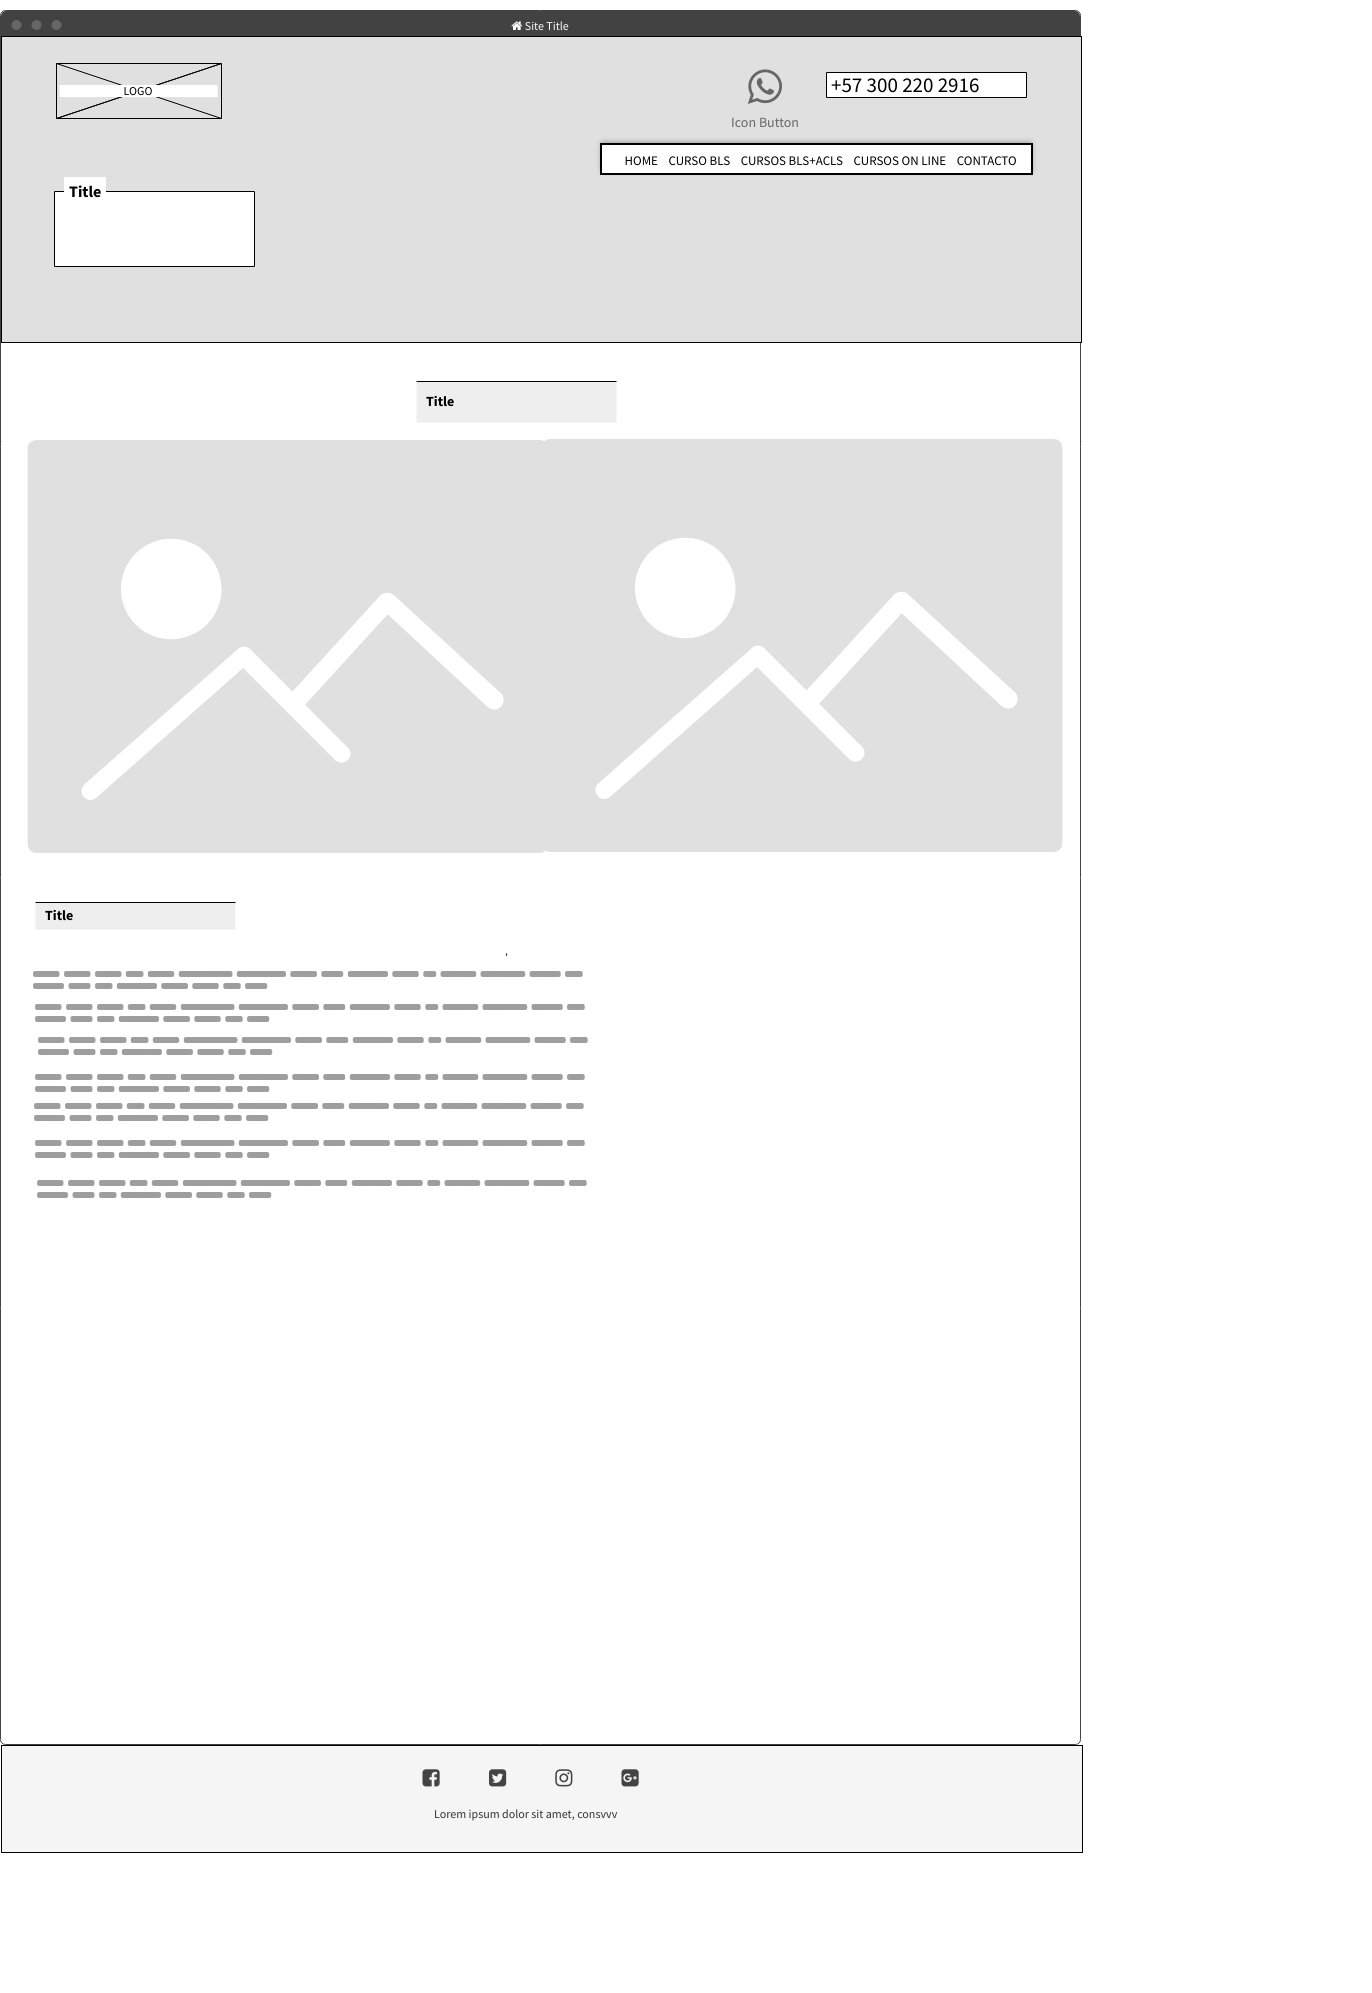 Site Title
LOGO
+57 300 220 2916
Icon Button
HOME CURSO BLS CURSOS BLS+ACLS CURSOS ON LINE CONTACTO
Title
Title
Title
Lorem ipsum dolor sit amet, consvvv